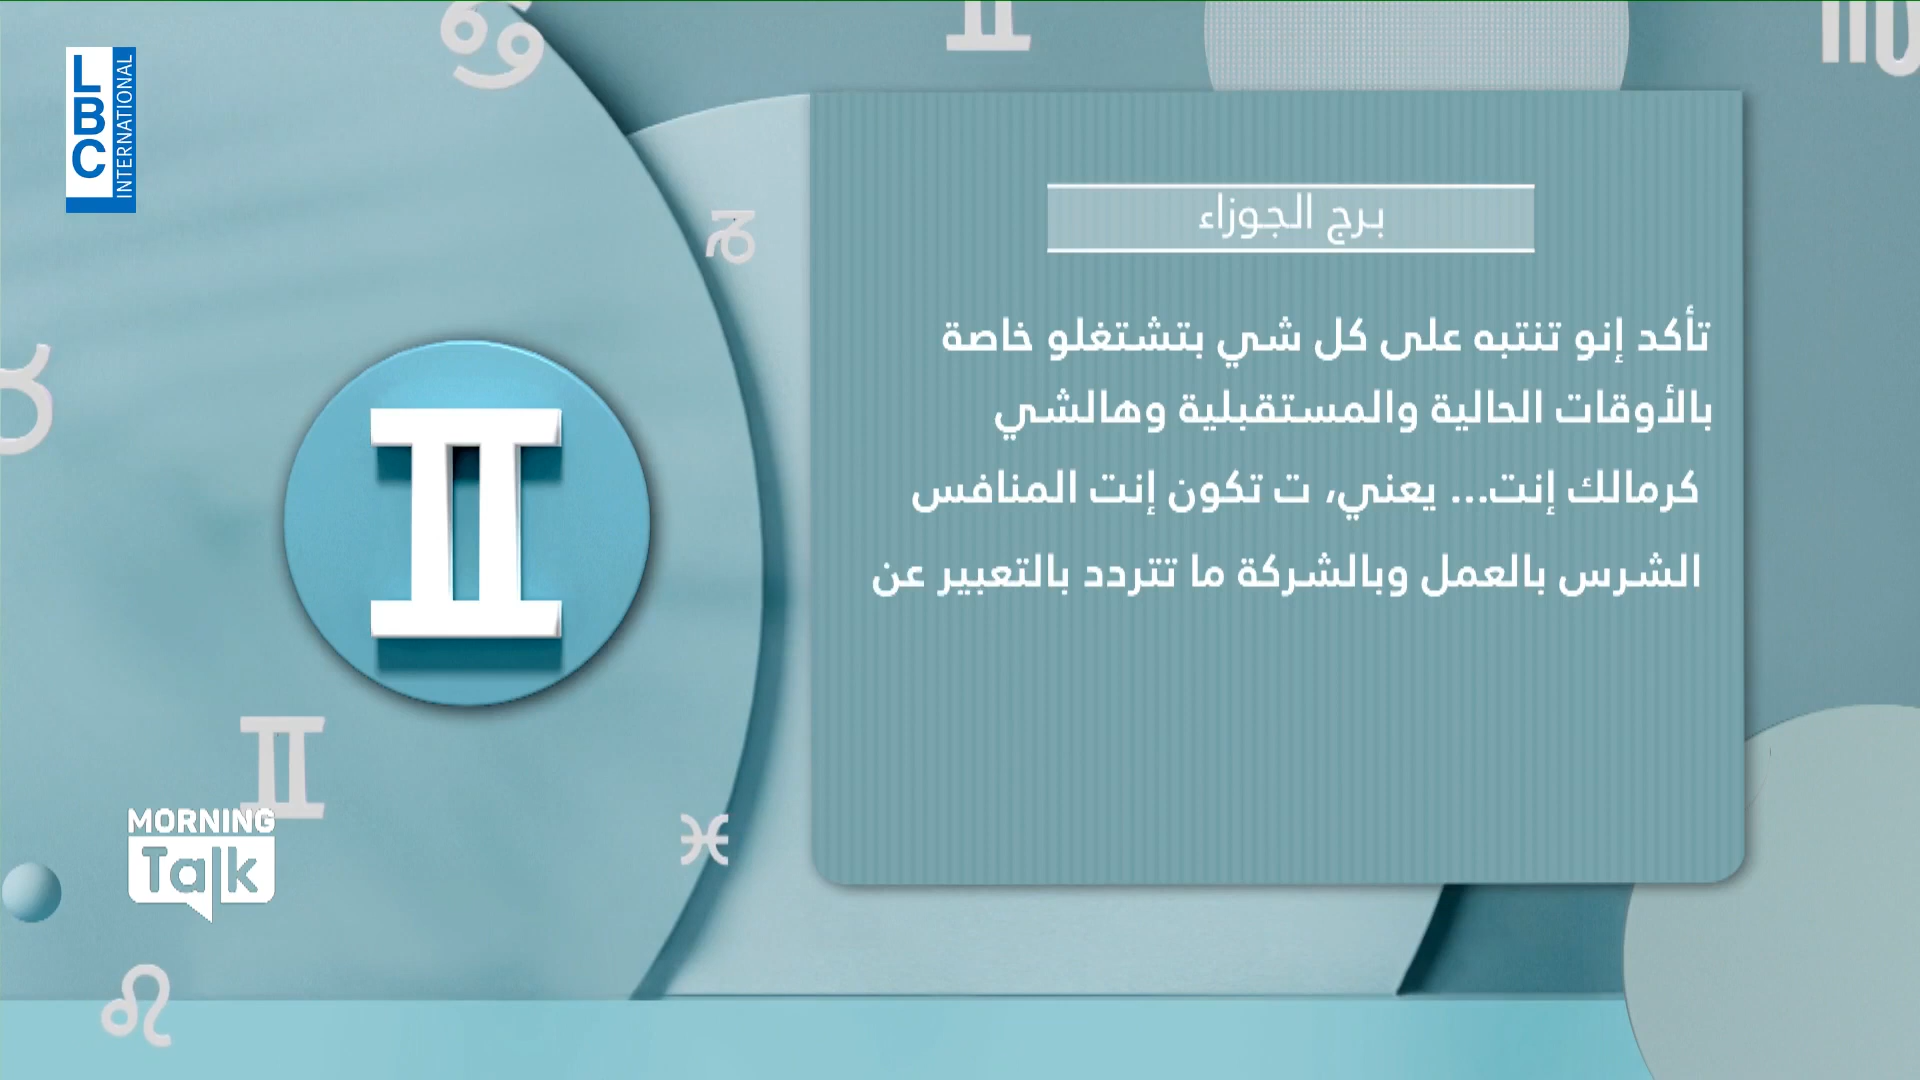 LBC
INTERNATIONAL
برج الجوزاء
تأكد إنو تنتبه على كل شي بتشتغلو خاصة
بالأوقات الحالية والمستقبلية وهالشي
كرمالك إنت... يعني، ت تكون إنت المنافس
الشرس بالعمل وبالشركة ما تتردد بالتعبير عن
MORNING
Talk